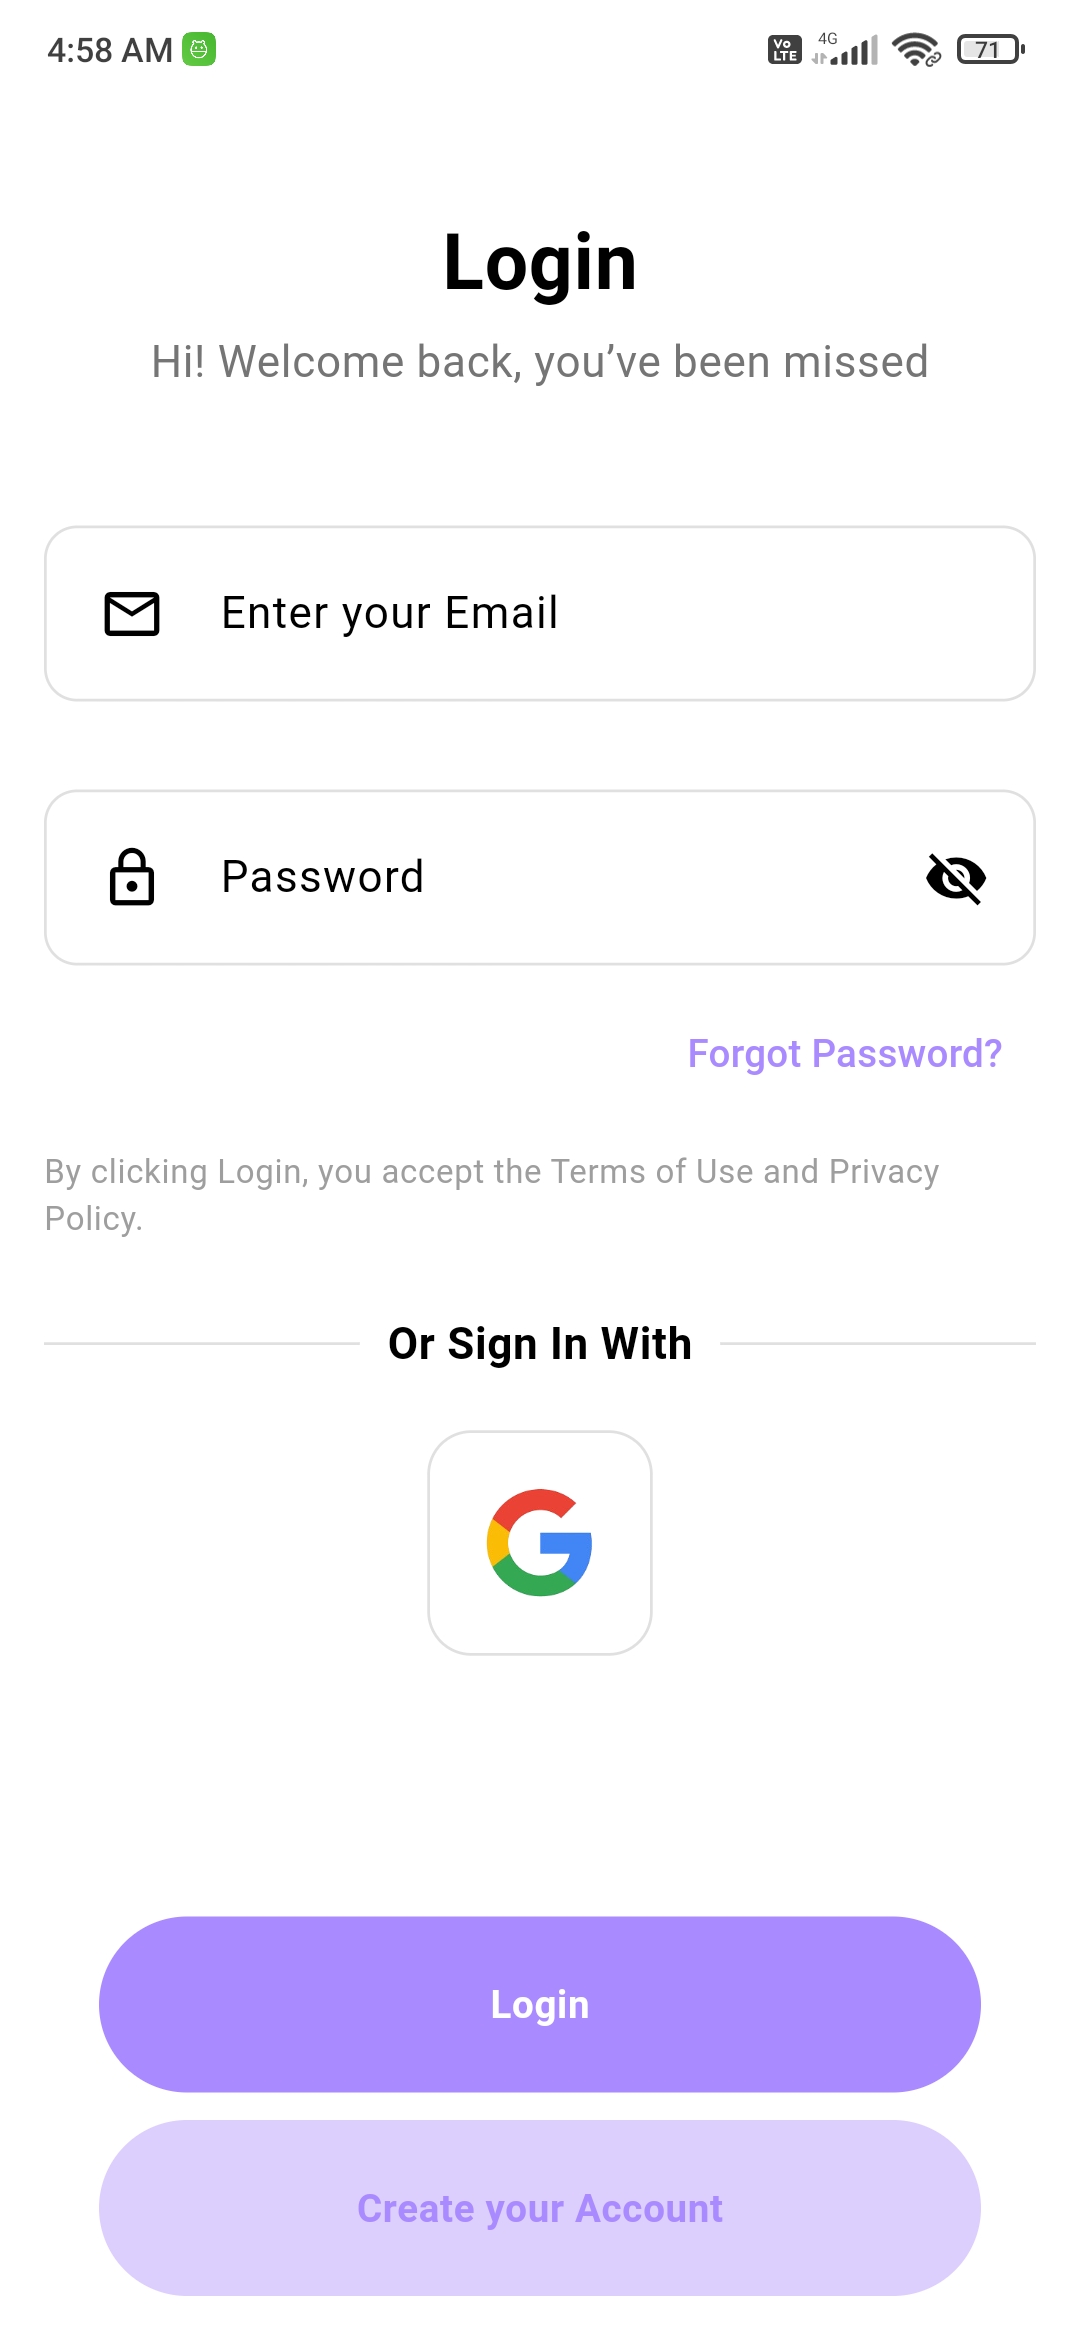 4:58 AM
Vo LTE
4G
71
Login
Hi! Welcome back, you’ve been missed
Enter your Email
Password
Forgot Password?
By clicking Login, you accept the Terms of Use and Privacy
Policy.
Or Sign In With
Login
Create your Account